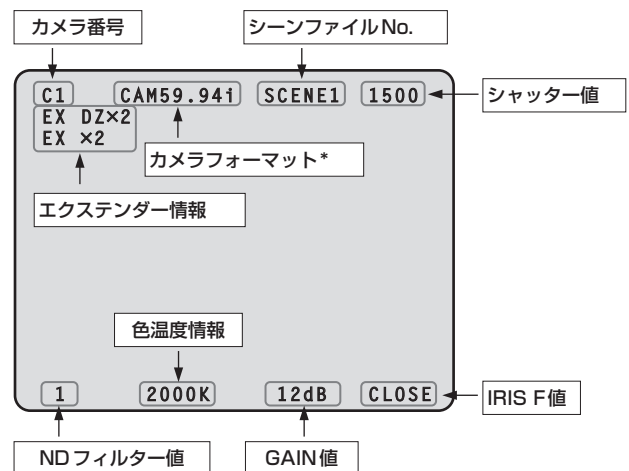 カメラ番号
シーンファイルNo.
C1 CAM59.94i SCENE1 1500
シャッター値
EX DZ×2
EX ×2
カメラフォーマット*
エクステンダー情報
色温度情報
1 2000K 12dB CLOSE
IRIS F値
NDフィルター値
GAIN値